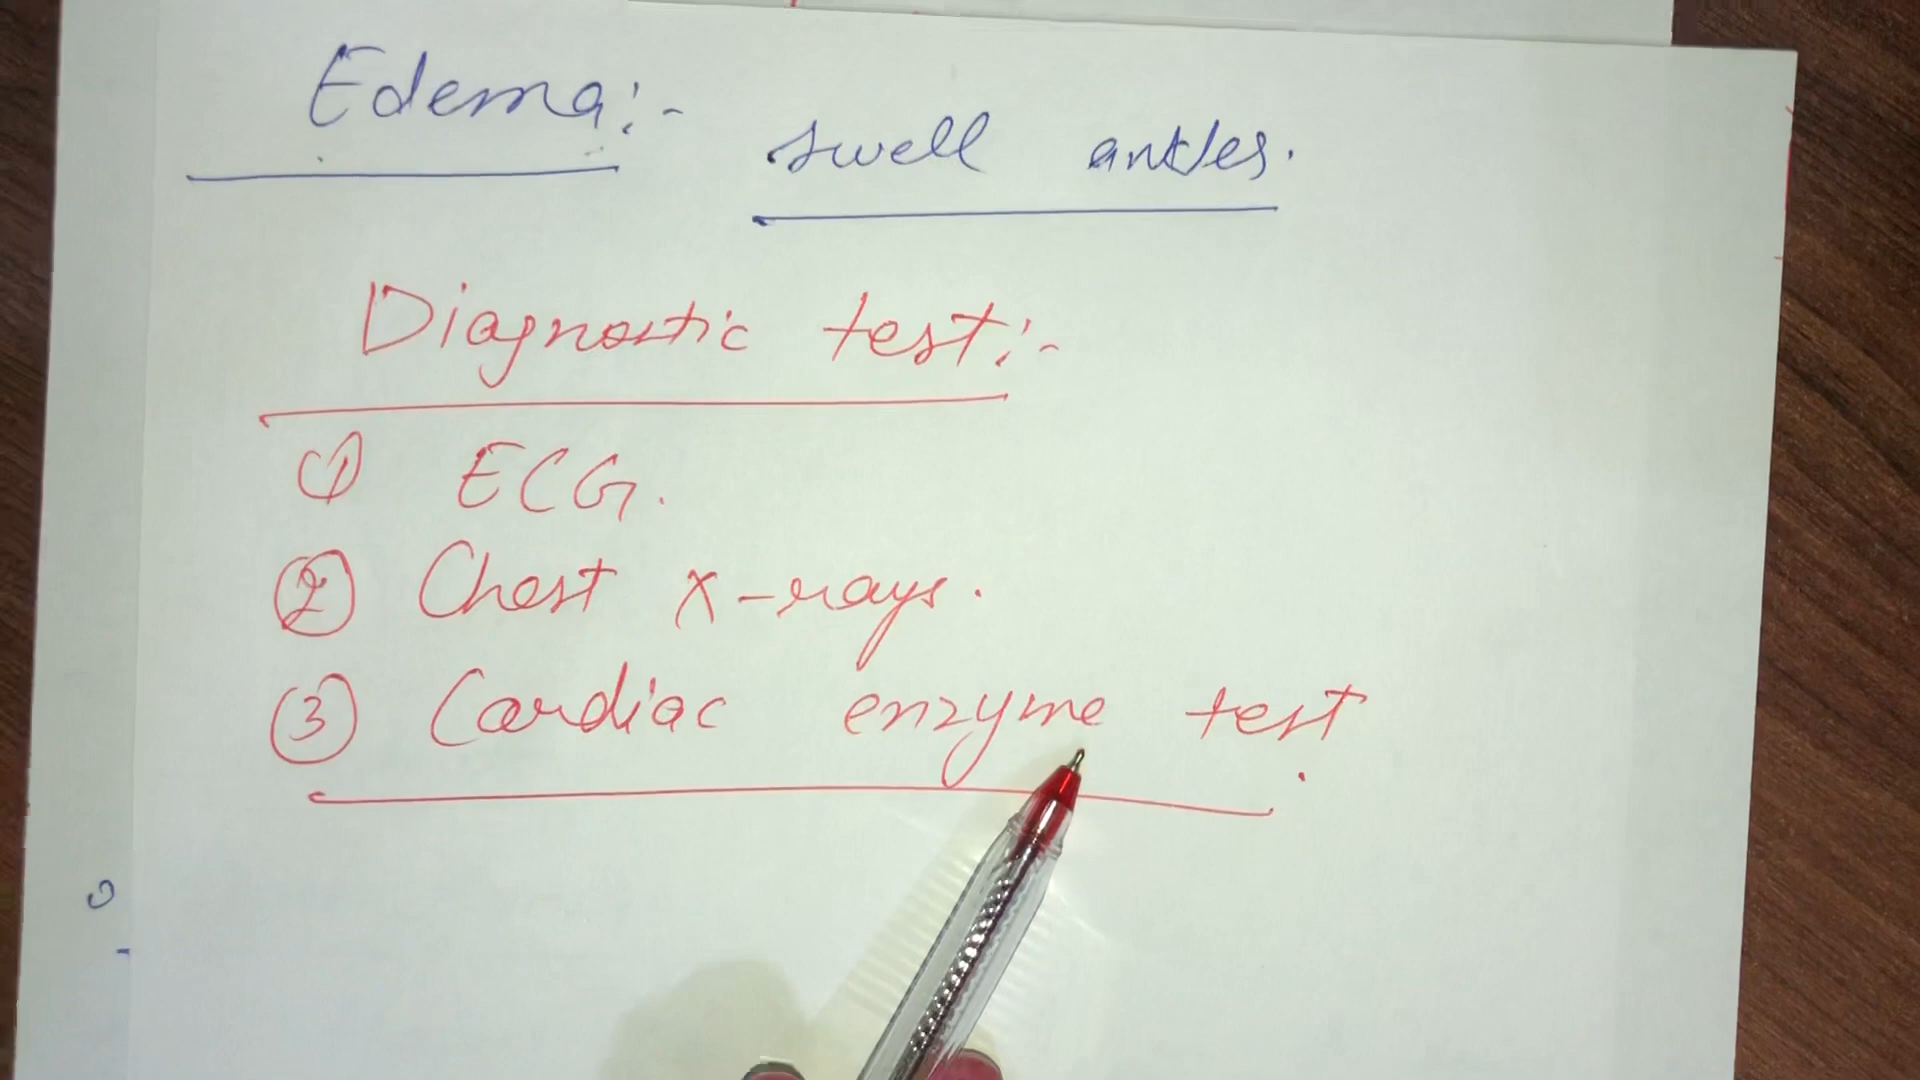 Edema:- swell ankles.
Diagnostic test:-
① ECG.
② Chest X-rays.
③ Cardiac enzyme test.